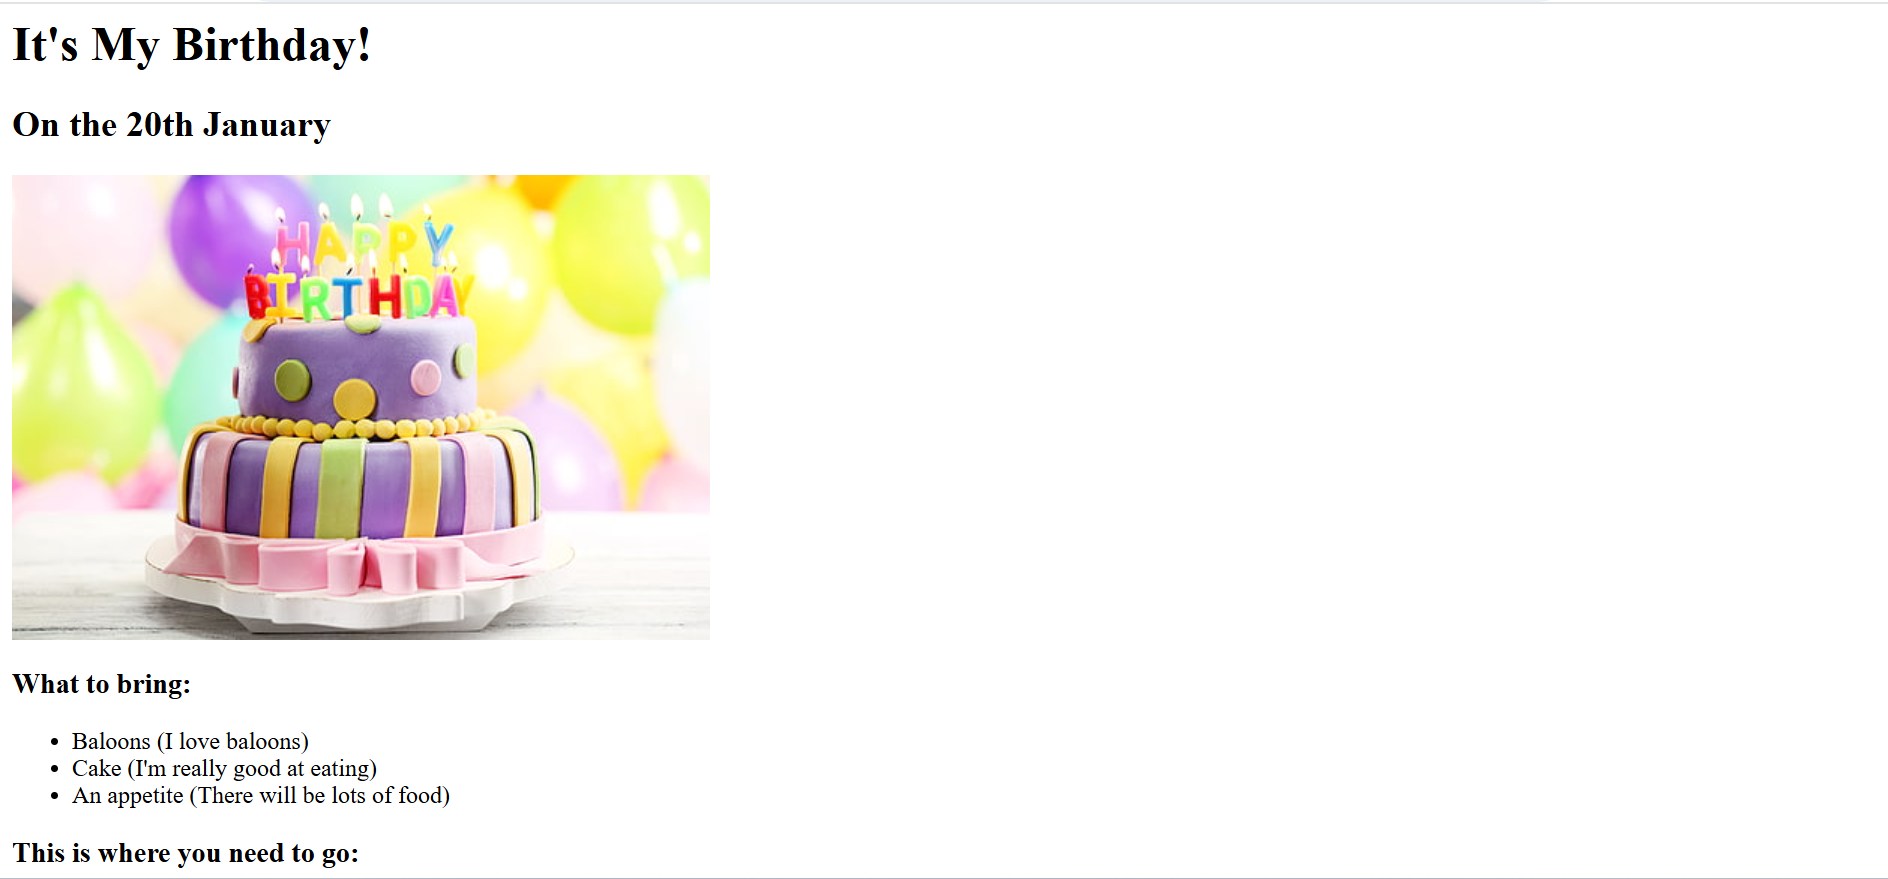 It's My Birthday!
On the 20th January
HAPPY
BIRTHDAY
What to bring:
Baloons (I love baloons)
Cake (I'm really good at eating)
An appetite (There will be lots of food)
This is where you need to go: